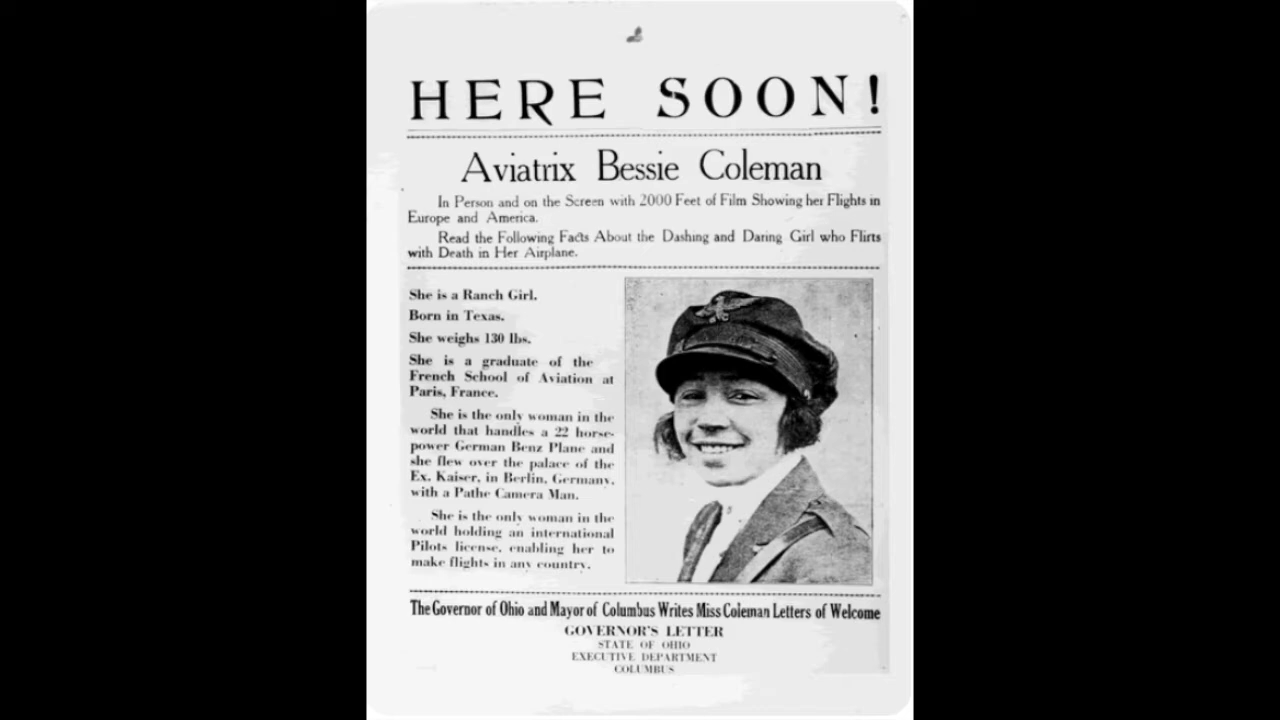 HERE SOON!
Aviatrix Bessie Coleman
In Person and on the Screen with 2000 Feet of Film Showing her Flights in
Europe and America.
Read the Following Facts About the Dashing and Daring Girl who Flirts
with Death in Her Airplane.
She is a Ranch Girl.
Born in Texas.
She weighs 130 lbs.
She is a graduate of the
French School of Aviation at
Paris, France.
She is the only woman in the
world that handles a 22 horse-
power German Benz Plane and
she flew over the palace of the
Ex. Kaiser, in Berlin, Germany,
with a Pathe Camera Man.
She is the only woman in the
world holding an international
Pilots license, enabling her to
make flights in any country.
The Governor of Ohio and Mayor of Columbus Writes Miss Coleman Letters of Welcome
GOVERNOR'S LETTER
STATE OF OHIO
EXECUTIVE DEPARTMENT
COLUMBUS